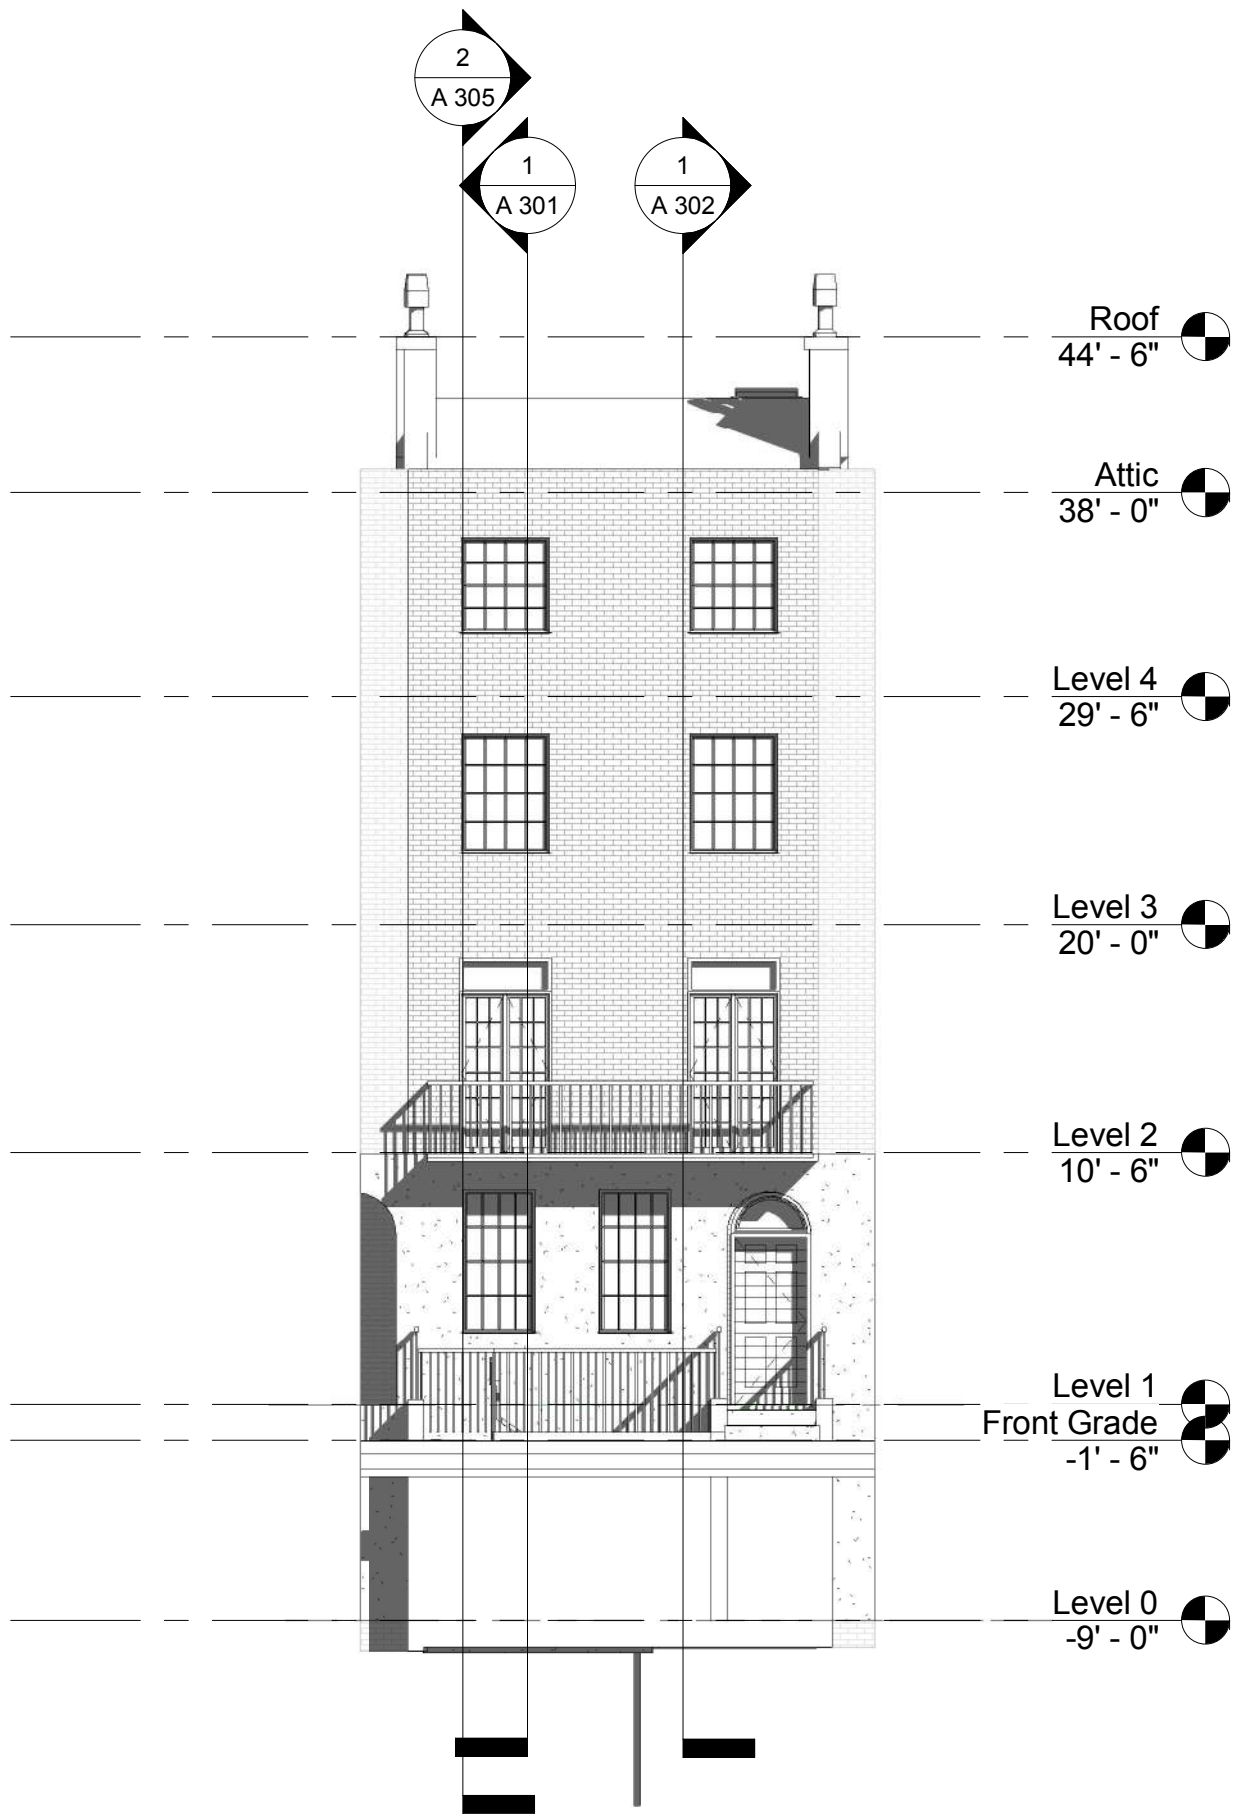 2
A 305
1
A 301
1
A 302
Roof
44' - 6"
Attic
38' - 0"
Level 4
29' - 6"
Level 3
20' - 0"
Level 2
10' - 6"
Level 1
Front Grade
-1' - 6"
Level 0
-9' - 0"